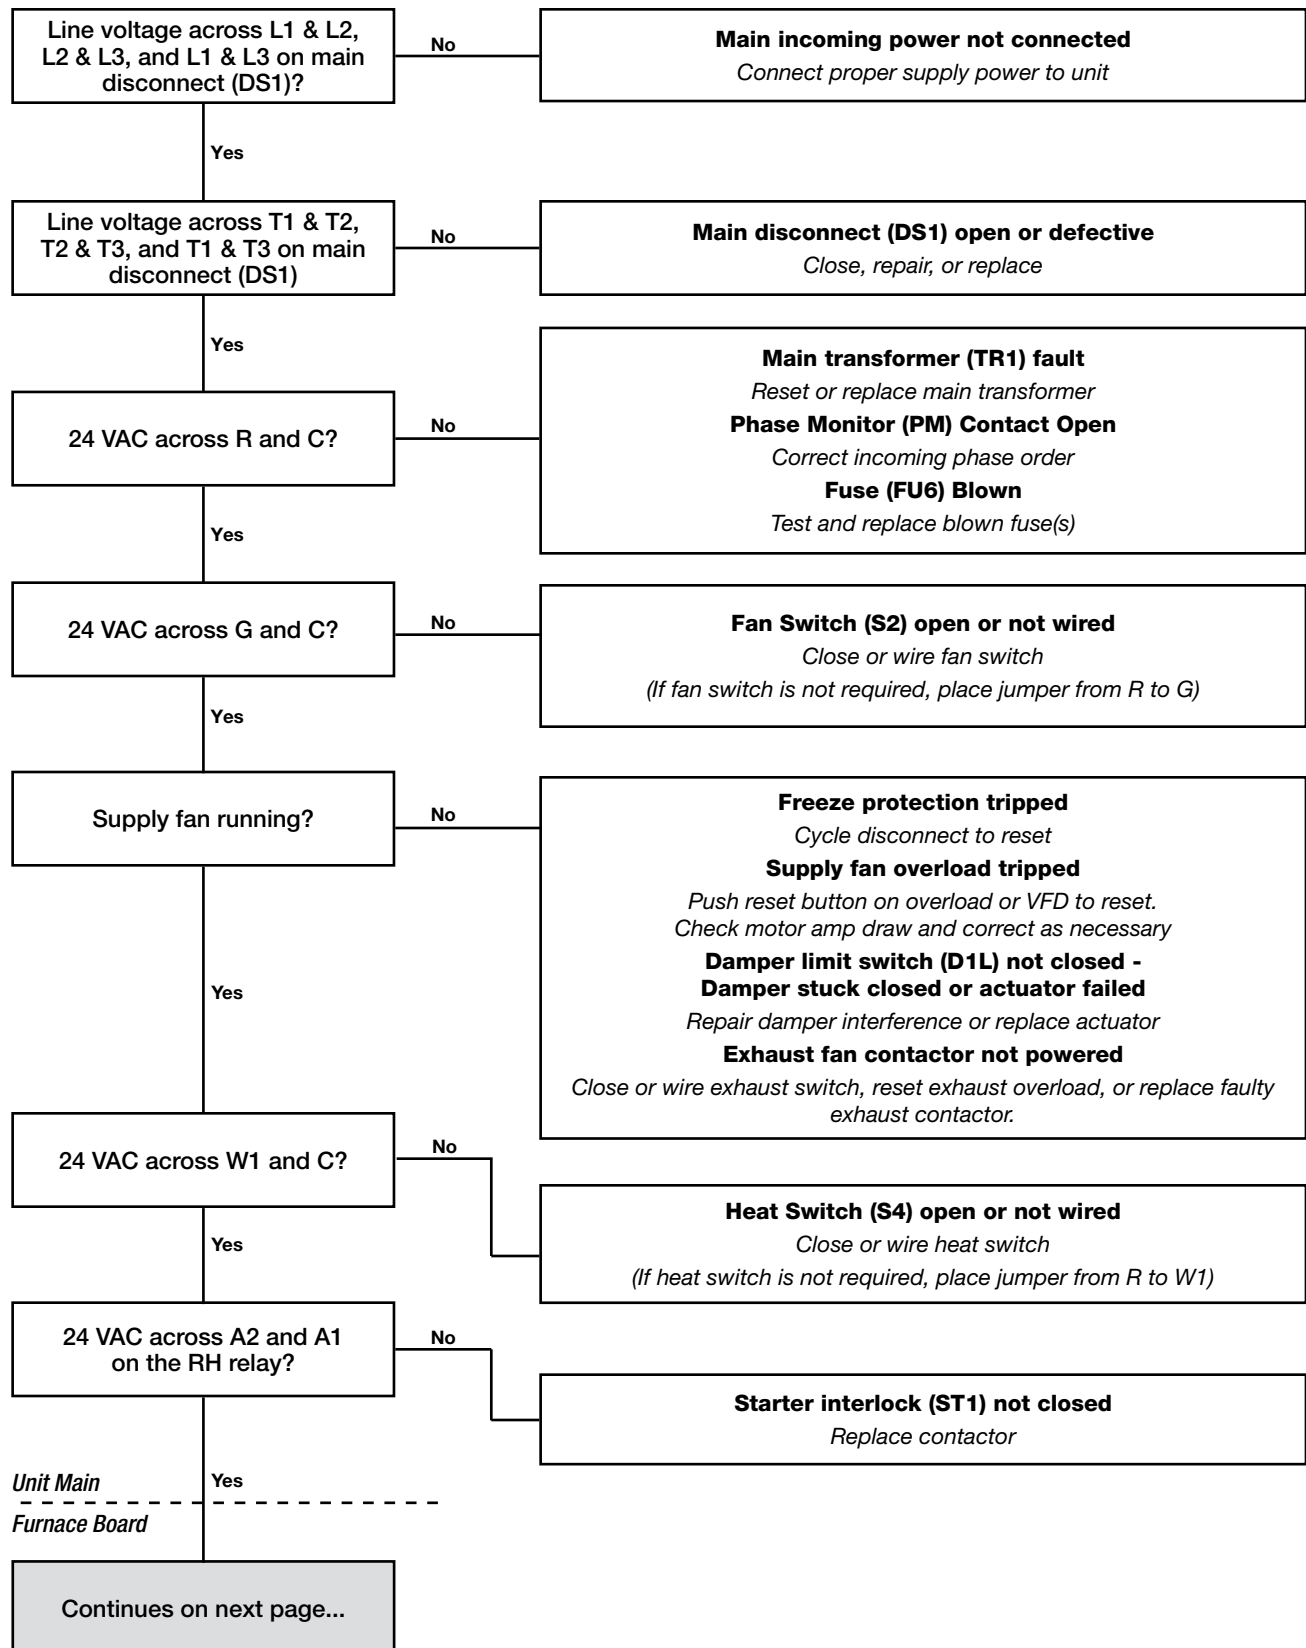 Line voltage across L1 & L2,
L2 & L3, and L1 & L3 on main
disconnect (DS1)?
No
Main incoming power not connected
Connect proper supply power to unit
Yes
Line voltage across T1 & T2,
T2 & T3, and T1 & T3 on main
disconnect (DS1)
No
Main disconnect (DS1) open or defective
Close, repair, or replace
Yes
24 VAC across R and C?
No
Main transformer (TR1) fault
Reset or replace main transformer
Phase Monitor (PM) Contact Open
Correct incoming phase order
Fuse (FU6) Blown
Test and replace blown fuse(s)
Yes
24 VAC across G and C?
No
Fan Switch (S2) open or not wired
Close or wire fan switch
(If fan switch is not required, place jumper from R to G)
Yes
Supply fan running?
No
Freeze protection tripped
Cycle disconnect to reset
Supply fan overload tripped
Push reset button on overload or VFD to reset.
Check motor amp draw and correct as necessary
Damper limit switch (D1L) not closed -
Damper stuck closed or actuator failed
Repair damper interference or replace actuator
Exhaust fan contactor not powered
Close or wire exhaust switch, reset exhaust overload, or replace faulty
exhaust contactor.
Yes
24 VAC across W1 and C?
No
Heat Switch (S4) open or not wired
Close or wire heat switch
(If heat switch is not required, place jumper from R to W1)
Yes
24 VAC across A2 and A1
on the RH relay?
No
Starter interlock (ST1) not closed
Replace contactor
Unit Main
Yes
Furnace Board
Continues on next page...